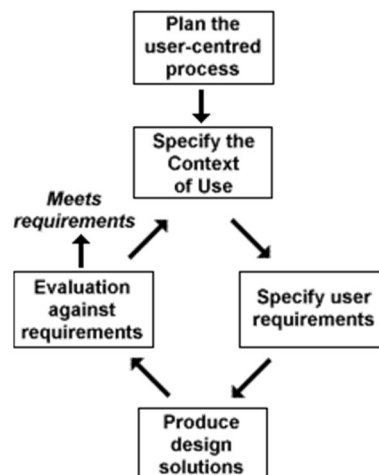 Plan the
user-centred
process
Specify the
Context
of Use
Meets
requirements
Evaluation
against
requirements
Specify user
requirements
Produce
design
solutions